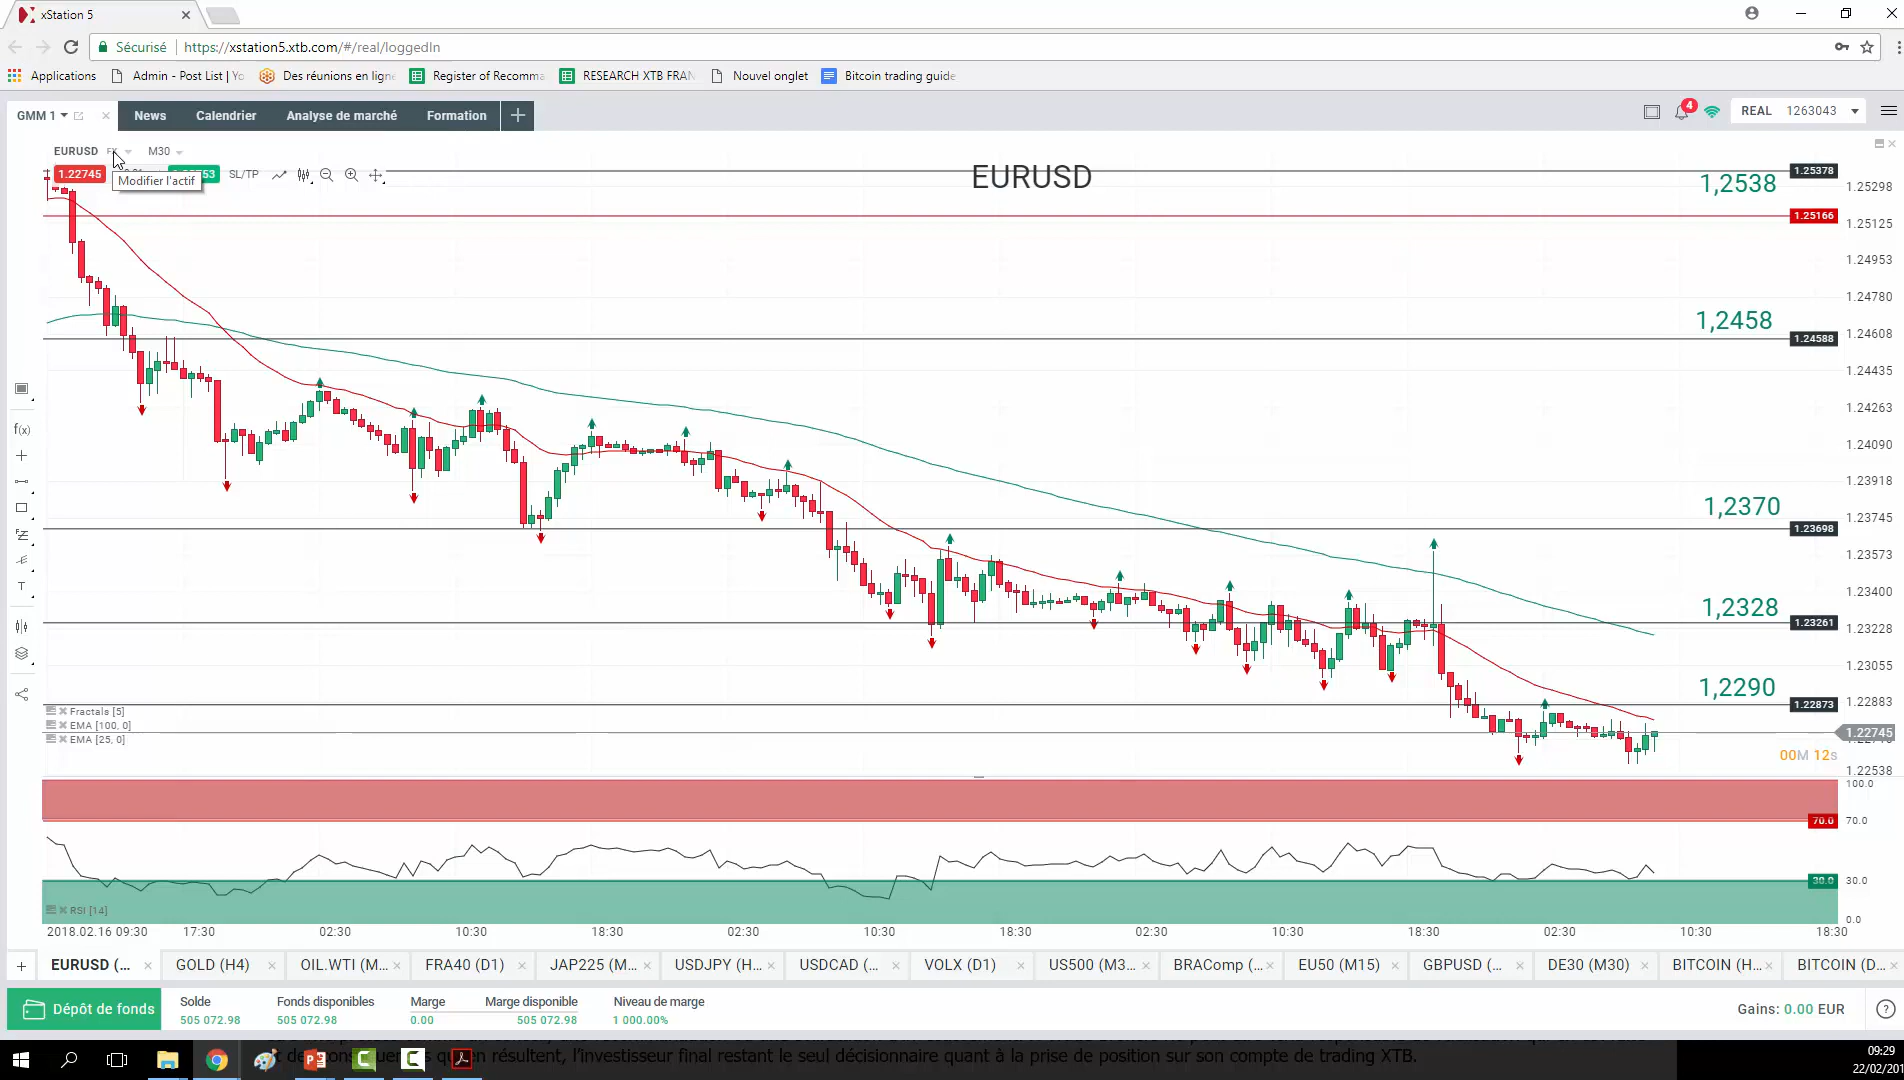 xStation 5
Sécurisé https://xstation5.xtb.com/#/real/loggedIn
Applications Admin - Post List | Yo Des réunions en ligne Register of Recomma RESEARCH XTB FRAN Nouvel onglet Bitcoin trading guide
GMM 1 News Calendrier Analyse de marché Formation 4 REAL 1263043
EURUSD M30
1.22745 53 SL/TP
Modifier l'actif
EURUSD
1.25378
1,2538
1.25298
1.25166
1.25125
1.24953
1.24780
1,2458
1.24608
1.24588
1.24435
1.24263
1.24090
1.23918
1,2370
1.23745
1.23698
1.23573
1.23400
1,2328
1.23261
1.23228
1.23055
1,2290
1.22883
1.22873
Fractals [5]
EMA [100, 0]
EMA [25, 0]
1.22745
00M 12s
1.22538
100.0
70.0 70.0
30.0 30.0
RSI [14]
0.0
2018.02.16 09:30 17:30 02:30 10:30 18:30 02:30 10:30 18:30 02:30 10:30 18:30 02:30 10:30 18:30
f(x)
T
EURUSD (... GOLD (H4) OIL.WTI (M... FRA40 (D1) JAP225 (M... USDJPY (H... USDCAD (... VOLX (D1) US500 (M3... BRAComp (... EU50 (M15) GBPUSD (... DE30 (M30) BITCOIN (H... BITCOIN (D...
Dépôt de fonds
Solde Fonds disponibles Marge Marge disponible Niveau de marge
505 072.98 505 072.98 0.00 505 072.98 1 000.00%
Gains: 0.00 EUR
résultent, l'investisseur final restant le seul décisionnaire quant à la prise de position sur son compte de trading XTB.
09:29
22/02/201